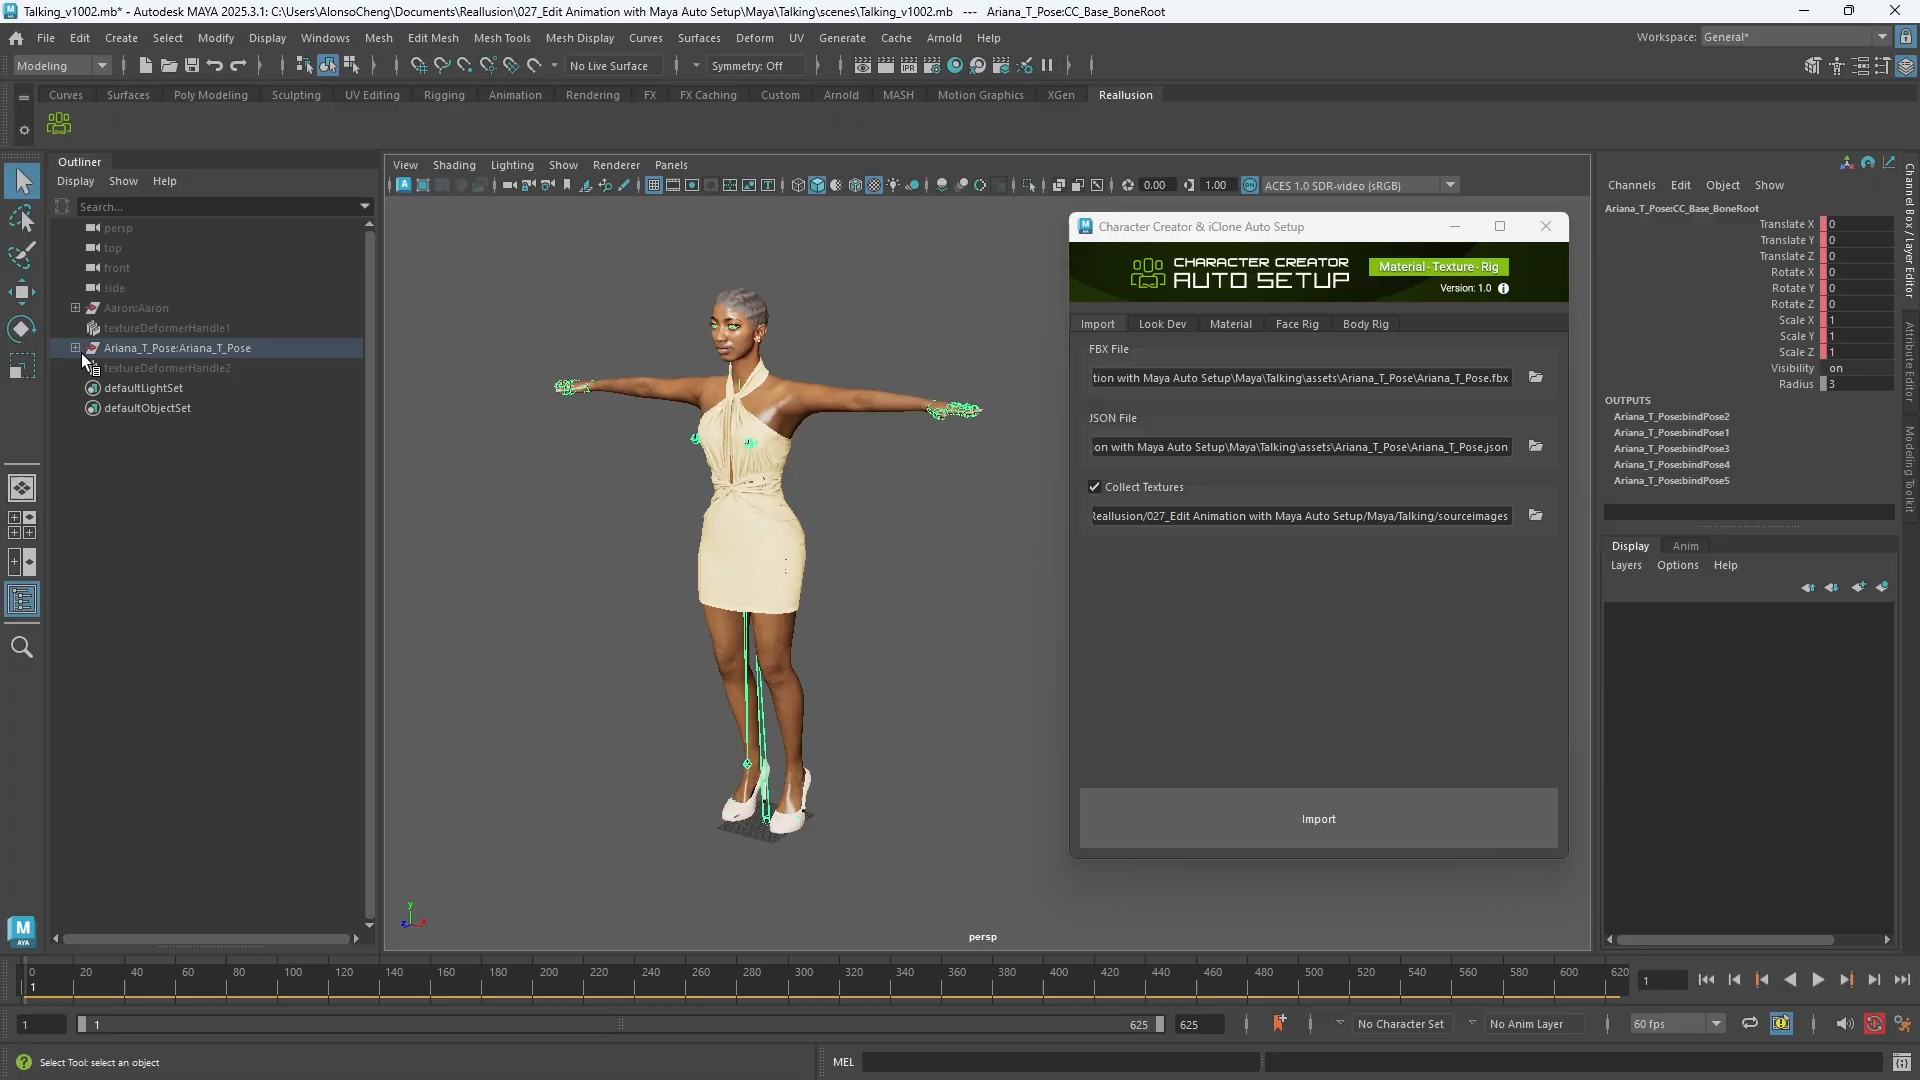 Talking_v1002.mb* - Autodesk MAYA 2025.3.1: C:\Users\AlonsoCheng\Documents\Reallusion\027_Edit Animation with Maya Auto Setup\Maya\Talking\scenes\Talking_v1002.mb --- Ariana_T_Pose:CC_Base_BoneRoot
File Edit Create Select Modify Display Windows Mesh Edit Mesh Mesh Tools Mesh Display Curves Surfaces Deform UV Generate Cache Arnold Help
Workspace: General*
Modeling
No Live Surface
Symmetry: Off
Curves Surfaces Poly Modeling Sculpting UV Editing Rigging Animation Rendering FX FX Caching Custom Arnold MASH Motion Graphics XGen Reallusion
Outliner
Display Show Help
Search...
persp
top
front
side
Aaron:Aaron
textureDeformerHandle1
Ariana_T_Pose:Ariana_T_Pose
textureDeformerHandle2
defaultLightSet
defaultObjectSet
View Shading Lighting Show Renderer Panels
0.00
1.00
ACES 1.0 SDR-video (sRGB)
persp
Character Creator & iClone Auto Setup
CHARACTER CREATOR
AUTO SETUP
Material · Texture · Rig
Version: 1.0
Import Look Dev Material Face Rig Body Rig
FBX File
tion with Maya Auto Setup\Maya\Talking\assets\Ariana_T_Pose\Ariana_T_Pose.fbx
JSON File
on with Maya Auto Setup\Maya\Talking\assets\Ariana_T_Pose\Ariana_T_Pose.json
Collect Textures
Reallusion/027_Edit Animation with Maya Auto Setup/Maya/Talking/sourceimages
Import
Channels Edit Object Show
Ariana_T_Pose:CC_Base_BoneRoot
Translate X 0
Translate Y 0
Translate Z 0
Rotate X 0
Rotate Y 0
Rotate Z 0
Scale X 1
Scale Y 1
Scale Z 1
Visibility on
Radius 3
OUTPUTS
Ariana_T_Pose:bindPose2
Ariana_T_Pose:bindPose1
Ariana_T_Pose:bindPose3
Ariana_T_Pose:bindPose4
Ariana_T_Pose:bindPose5
Display Anim
Layers Options Help
Channel Box / Layer Editor
Attribute Editor
Modeling Toolkit
0 20 40 60 80 100 120 140 160 180 200 220 240 260 280 300 320 340 360 380 400 420 440 460 480 500 520 540 560 580 600 620
1
1
1
1
625
625
No Character Set
No Anim Layer
60 fps
Select Tool: select an object
MEL
M
AYA